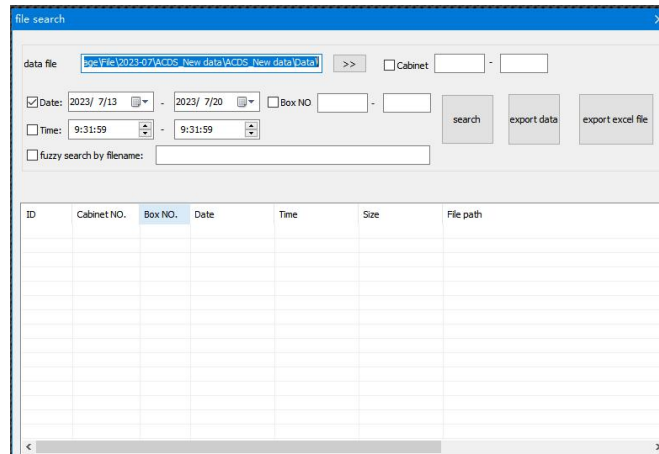 file search
data file
age\File\2023-07\ACDS_New data\ACDS_New data\Data\
>>
Cabinet
-
Date: 2023/ 7/13 - 2023/ 7/20
Box NO
-
Time: 9:31:59 - 9:31:59
search
export data
export excel file
fuzzy search by filename:
ID Cabinet NO. Box NO. Date Time Size File path